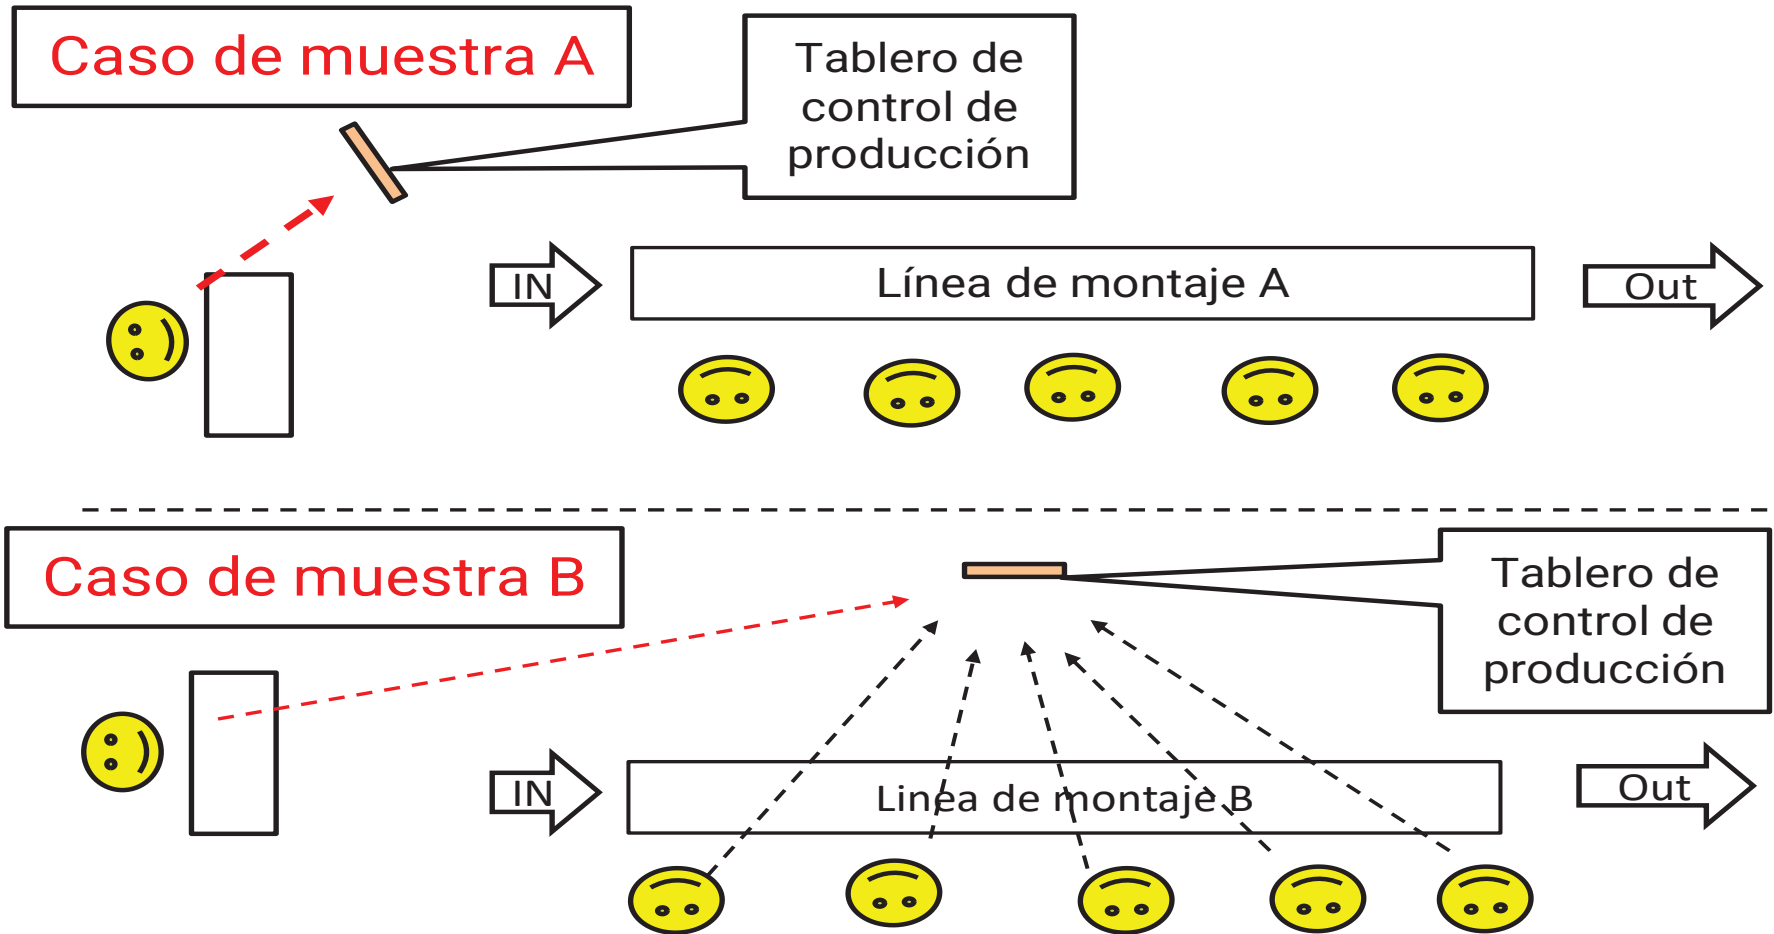 Caso de muestra A
Tablero de
control de
producción
IN
Línea de montaje A
Out
Caso de muestra B
Tablero de
control de
producción
IN
Linea de montaje B
Out